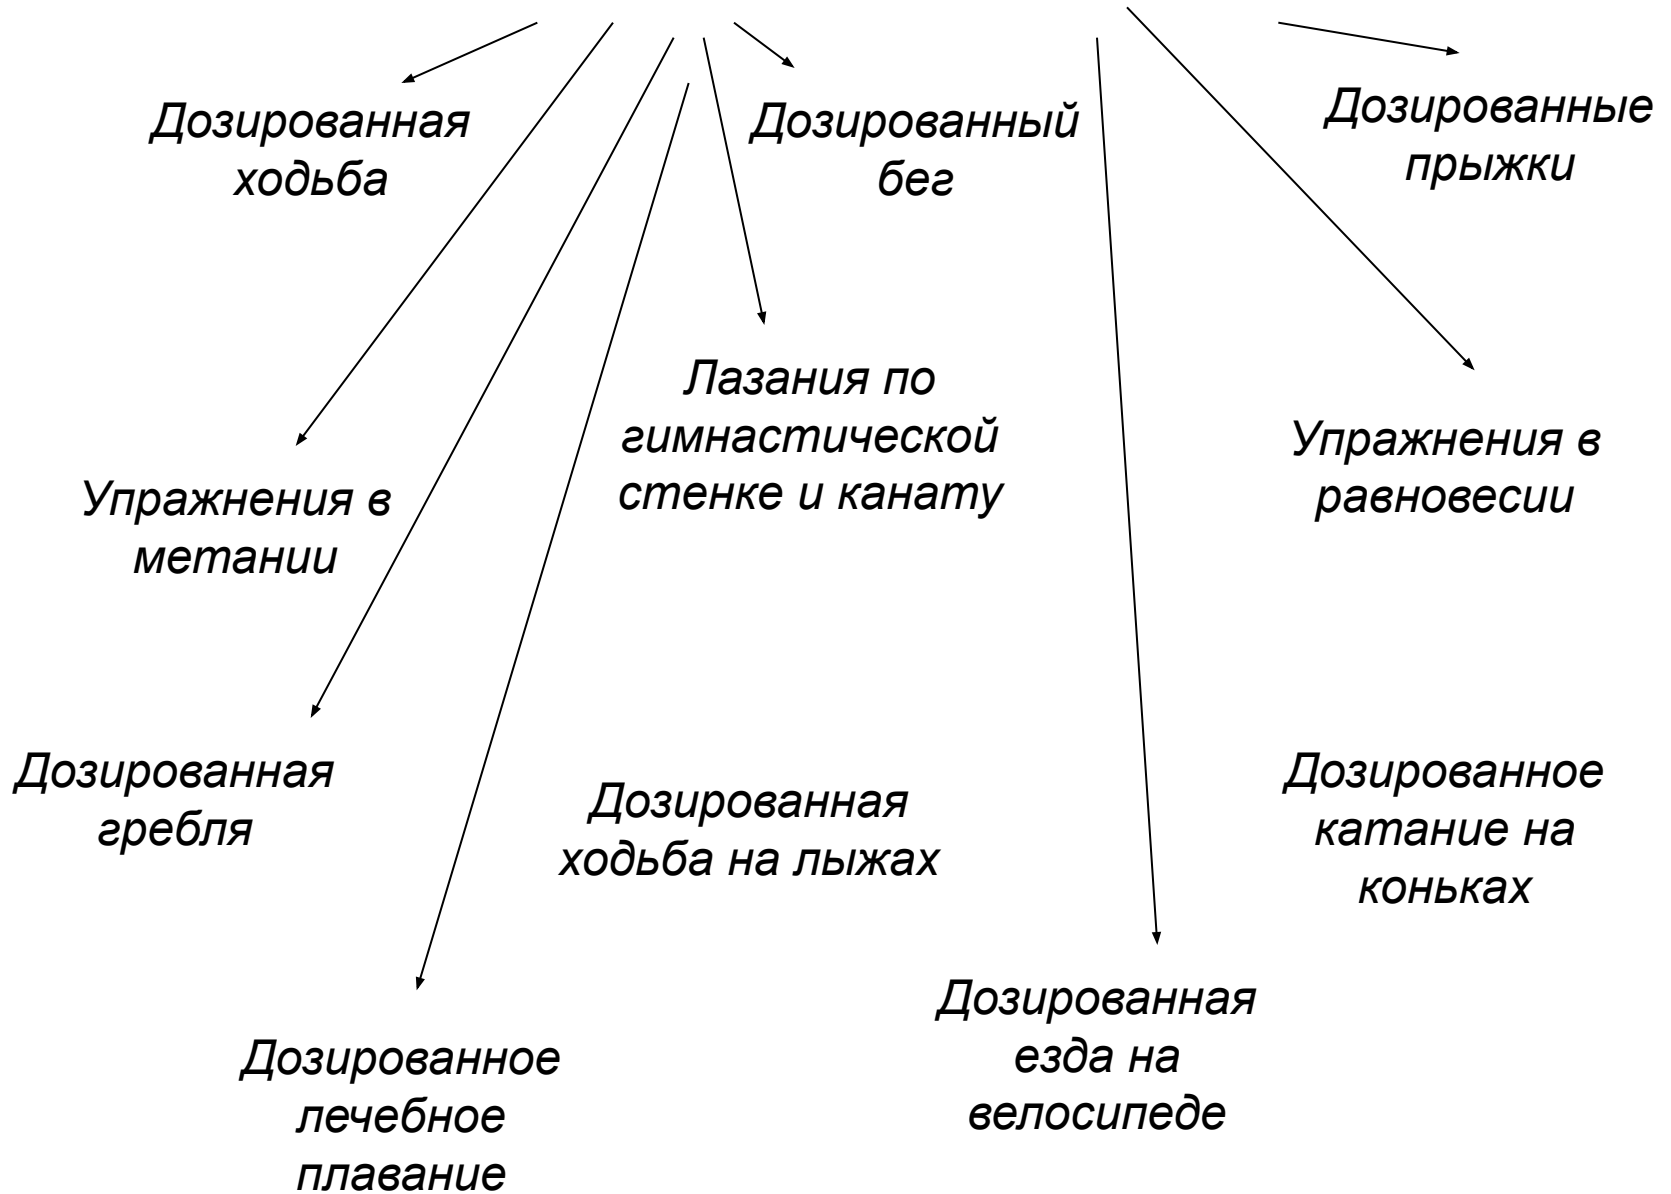 Дозированная
ходьба
Дозированный
бег
Дозированные
прыжки
Лазания по
гимнастической
стенке и канату
Упражнения в
равновесии
Упражнения в
метании
Дозированная
гребля
Дозированная
ходьба на лыжах
Дозированное
катание на
коньках
Дозированное
лечебное
плавание
Дозированная
езда на
велосипеде